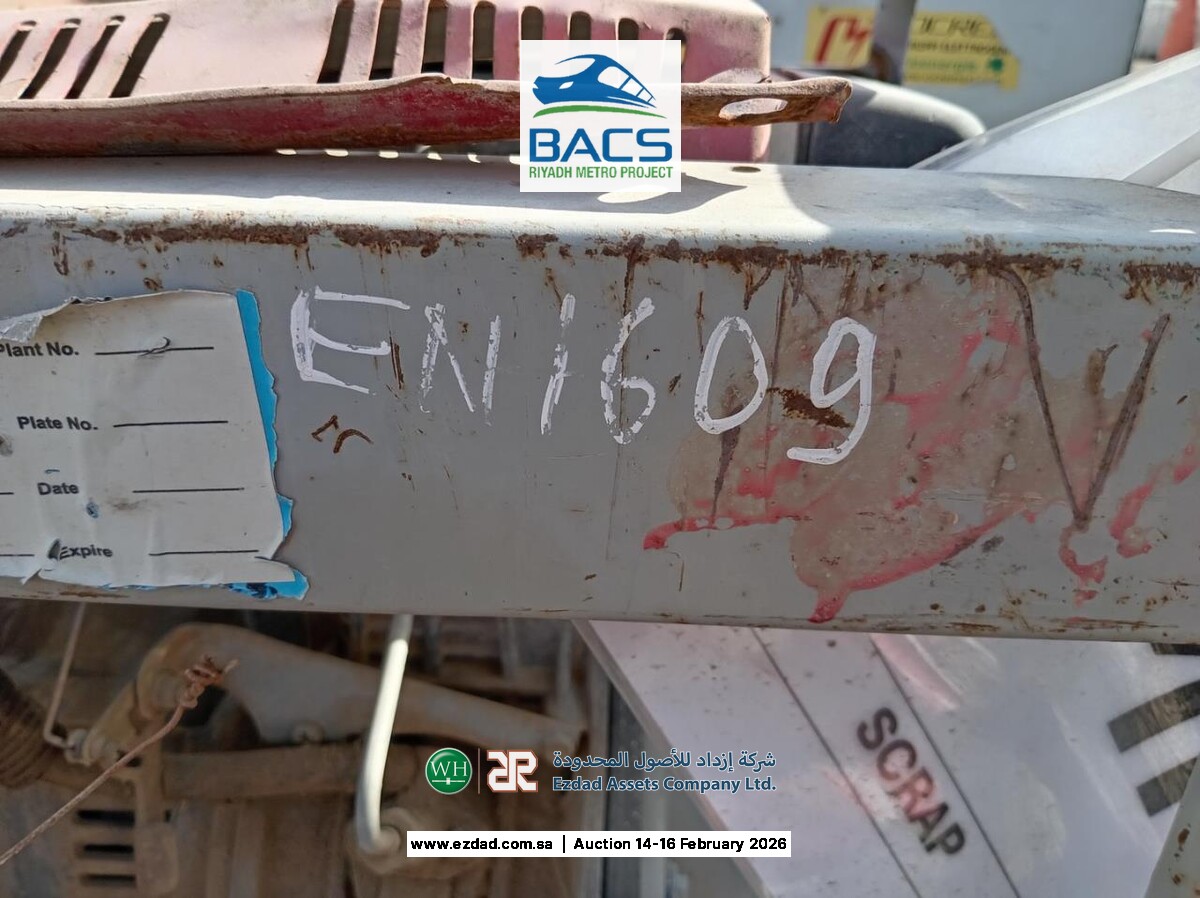 BACS
RIYADH METRO PROJECT
Plant No.
Plate No.
Date
Expire
EN1609
SCRAP
WH
شركة إزداد للأصول المحدودة
Ezdad Assets Company Ltd.
www.ezdad.com.sa | Auction 14-16 February 2026